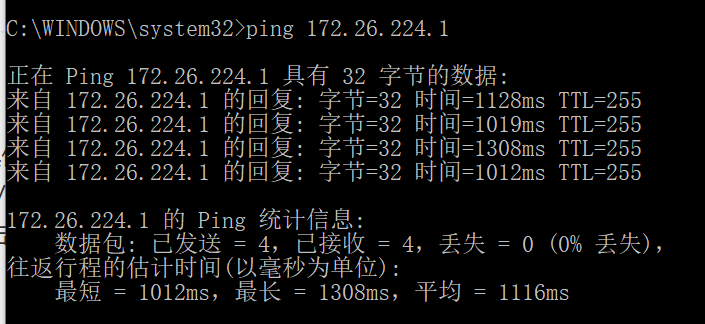 C:\WINDOWS\system32>ping 172.26.224.1
正在 Ping 172.26.224.1 具有 32 字节的数据:
来自 172.26.224.1 的回复: 字节=32 时间=1128ms TTL=255
来自 172.26.224.1 的回复: 字节=32 时间=1019ms TTL=255
来自 172.26.224.1 的回复: 字节=32 时间=1308ms TTL=255
来自 172.26.224.1 的回复: 字节=32 时间=1012ms TTL=255
172.26.224.1 的 Ping 统计信息:
数据包: 已发送 = 4，已接收 = 4，丢失 = 0 (0% 丢失)，
往返行程的估计时间(以毫秒为单位):
最短 = 1012ms，最长 = 1308ms，平均 = 1116ms